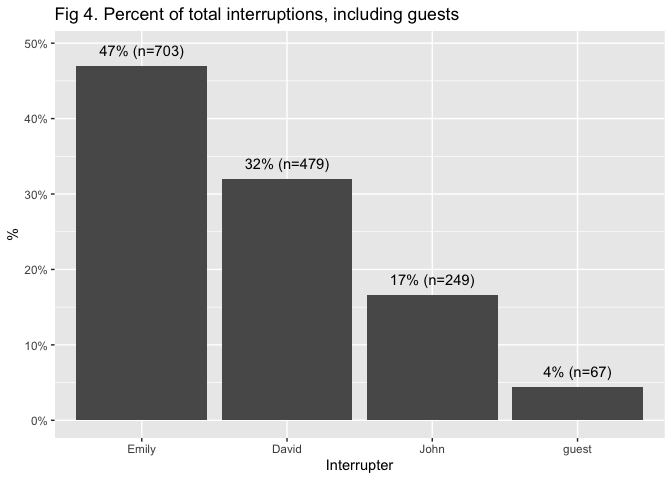 Fig 4. Percent of total interruptions, including guests
50%
47% (n=703)
40%
32% (n=479)
30%
%
20%
17% (n=249)
10%
4% (n=67)
0%
Emily
David
John
guest
Interrupter